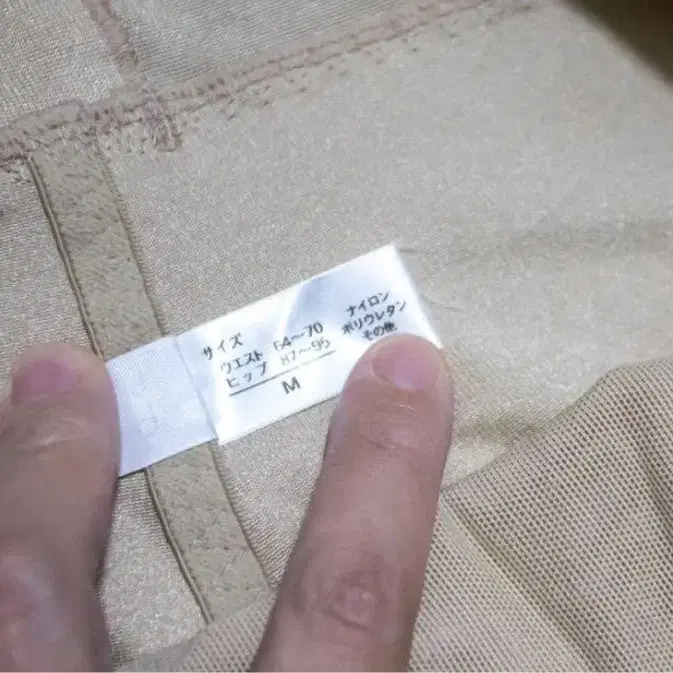 サイズ
ウエスト 64～70
ヒップ 87～95
M
ナイロン
ポリウレタン
その他